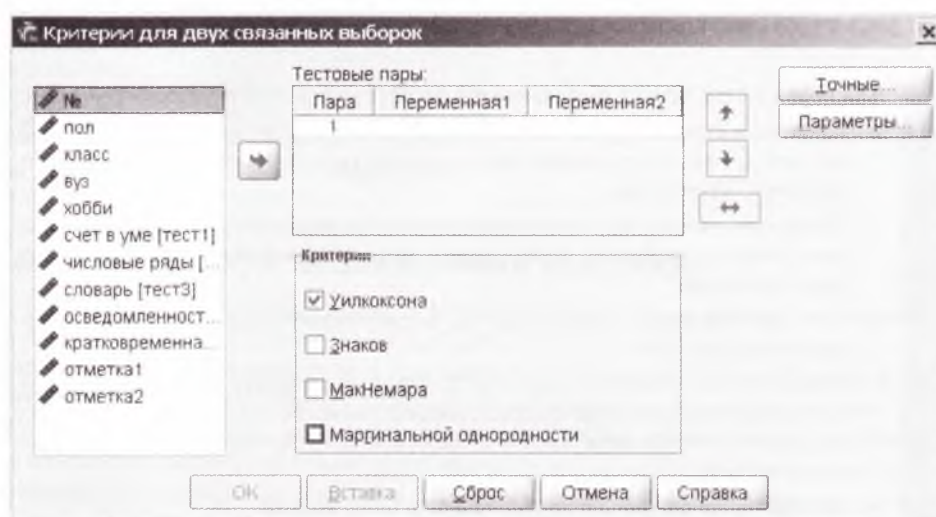 Критерии для двух связанных выборок
Тестовые пары:
Пара Переменная1 Переменная2
1
№
пол
класс
вуз
хобби
счет в уме [тест1]
числовые ряды [...
словарь [тест3]
осведомленност...
кратковременна...
отметка1
отметка2
Точные...
Параметры...
Критерии
Уилкоксона
Знаков
МакНемара
Маргинальной однородности
OK Вставка Сброс Отмена Справка